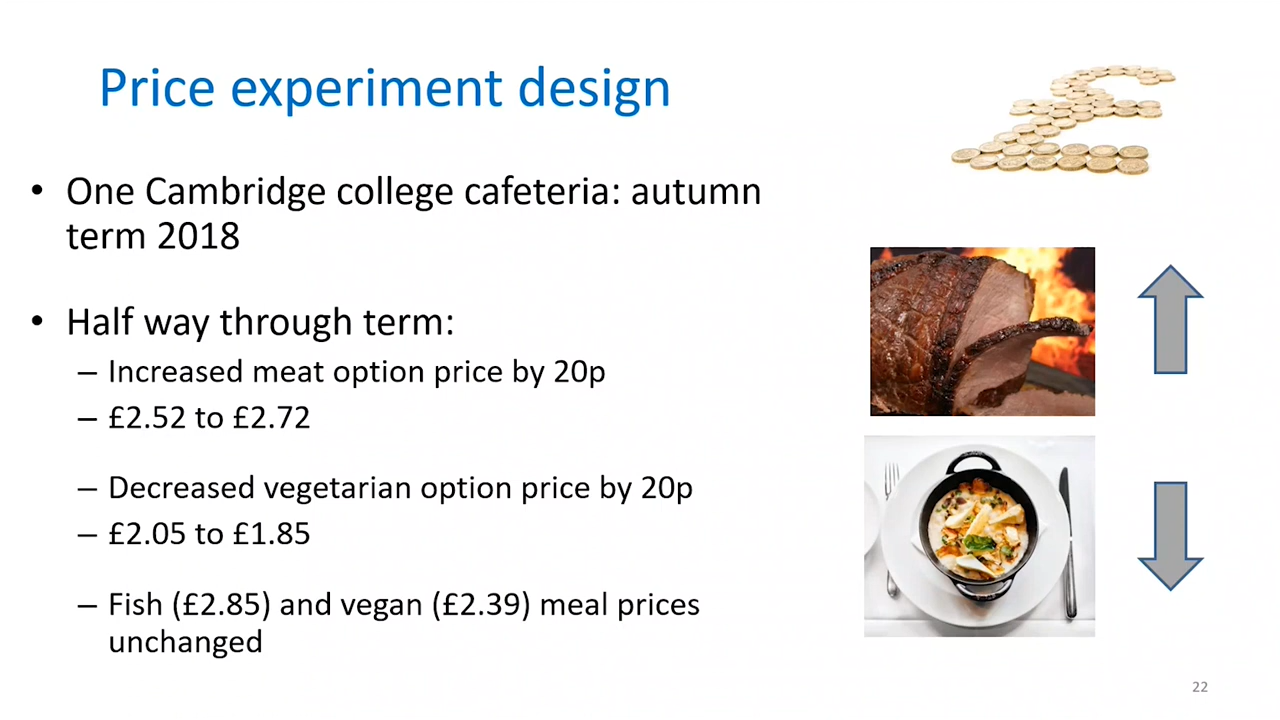 Price experiment design
• One Cambridge college cafeteria: autumn
term 2018
• Half way through term:
– Increased meat option price by 20p
– £2.52 to £2.72
– Decreased vegetarian option price by 20p
– £2.05 to £1.85
– Fish (£2.85) and vegan (£2.39) meal prices
unchanged
22